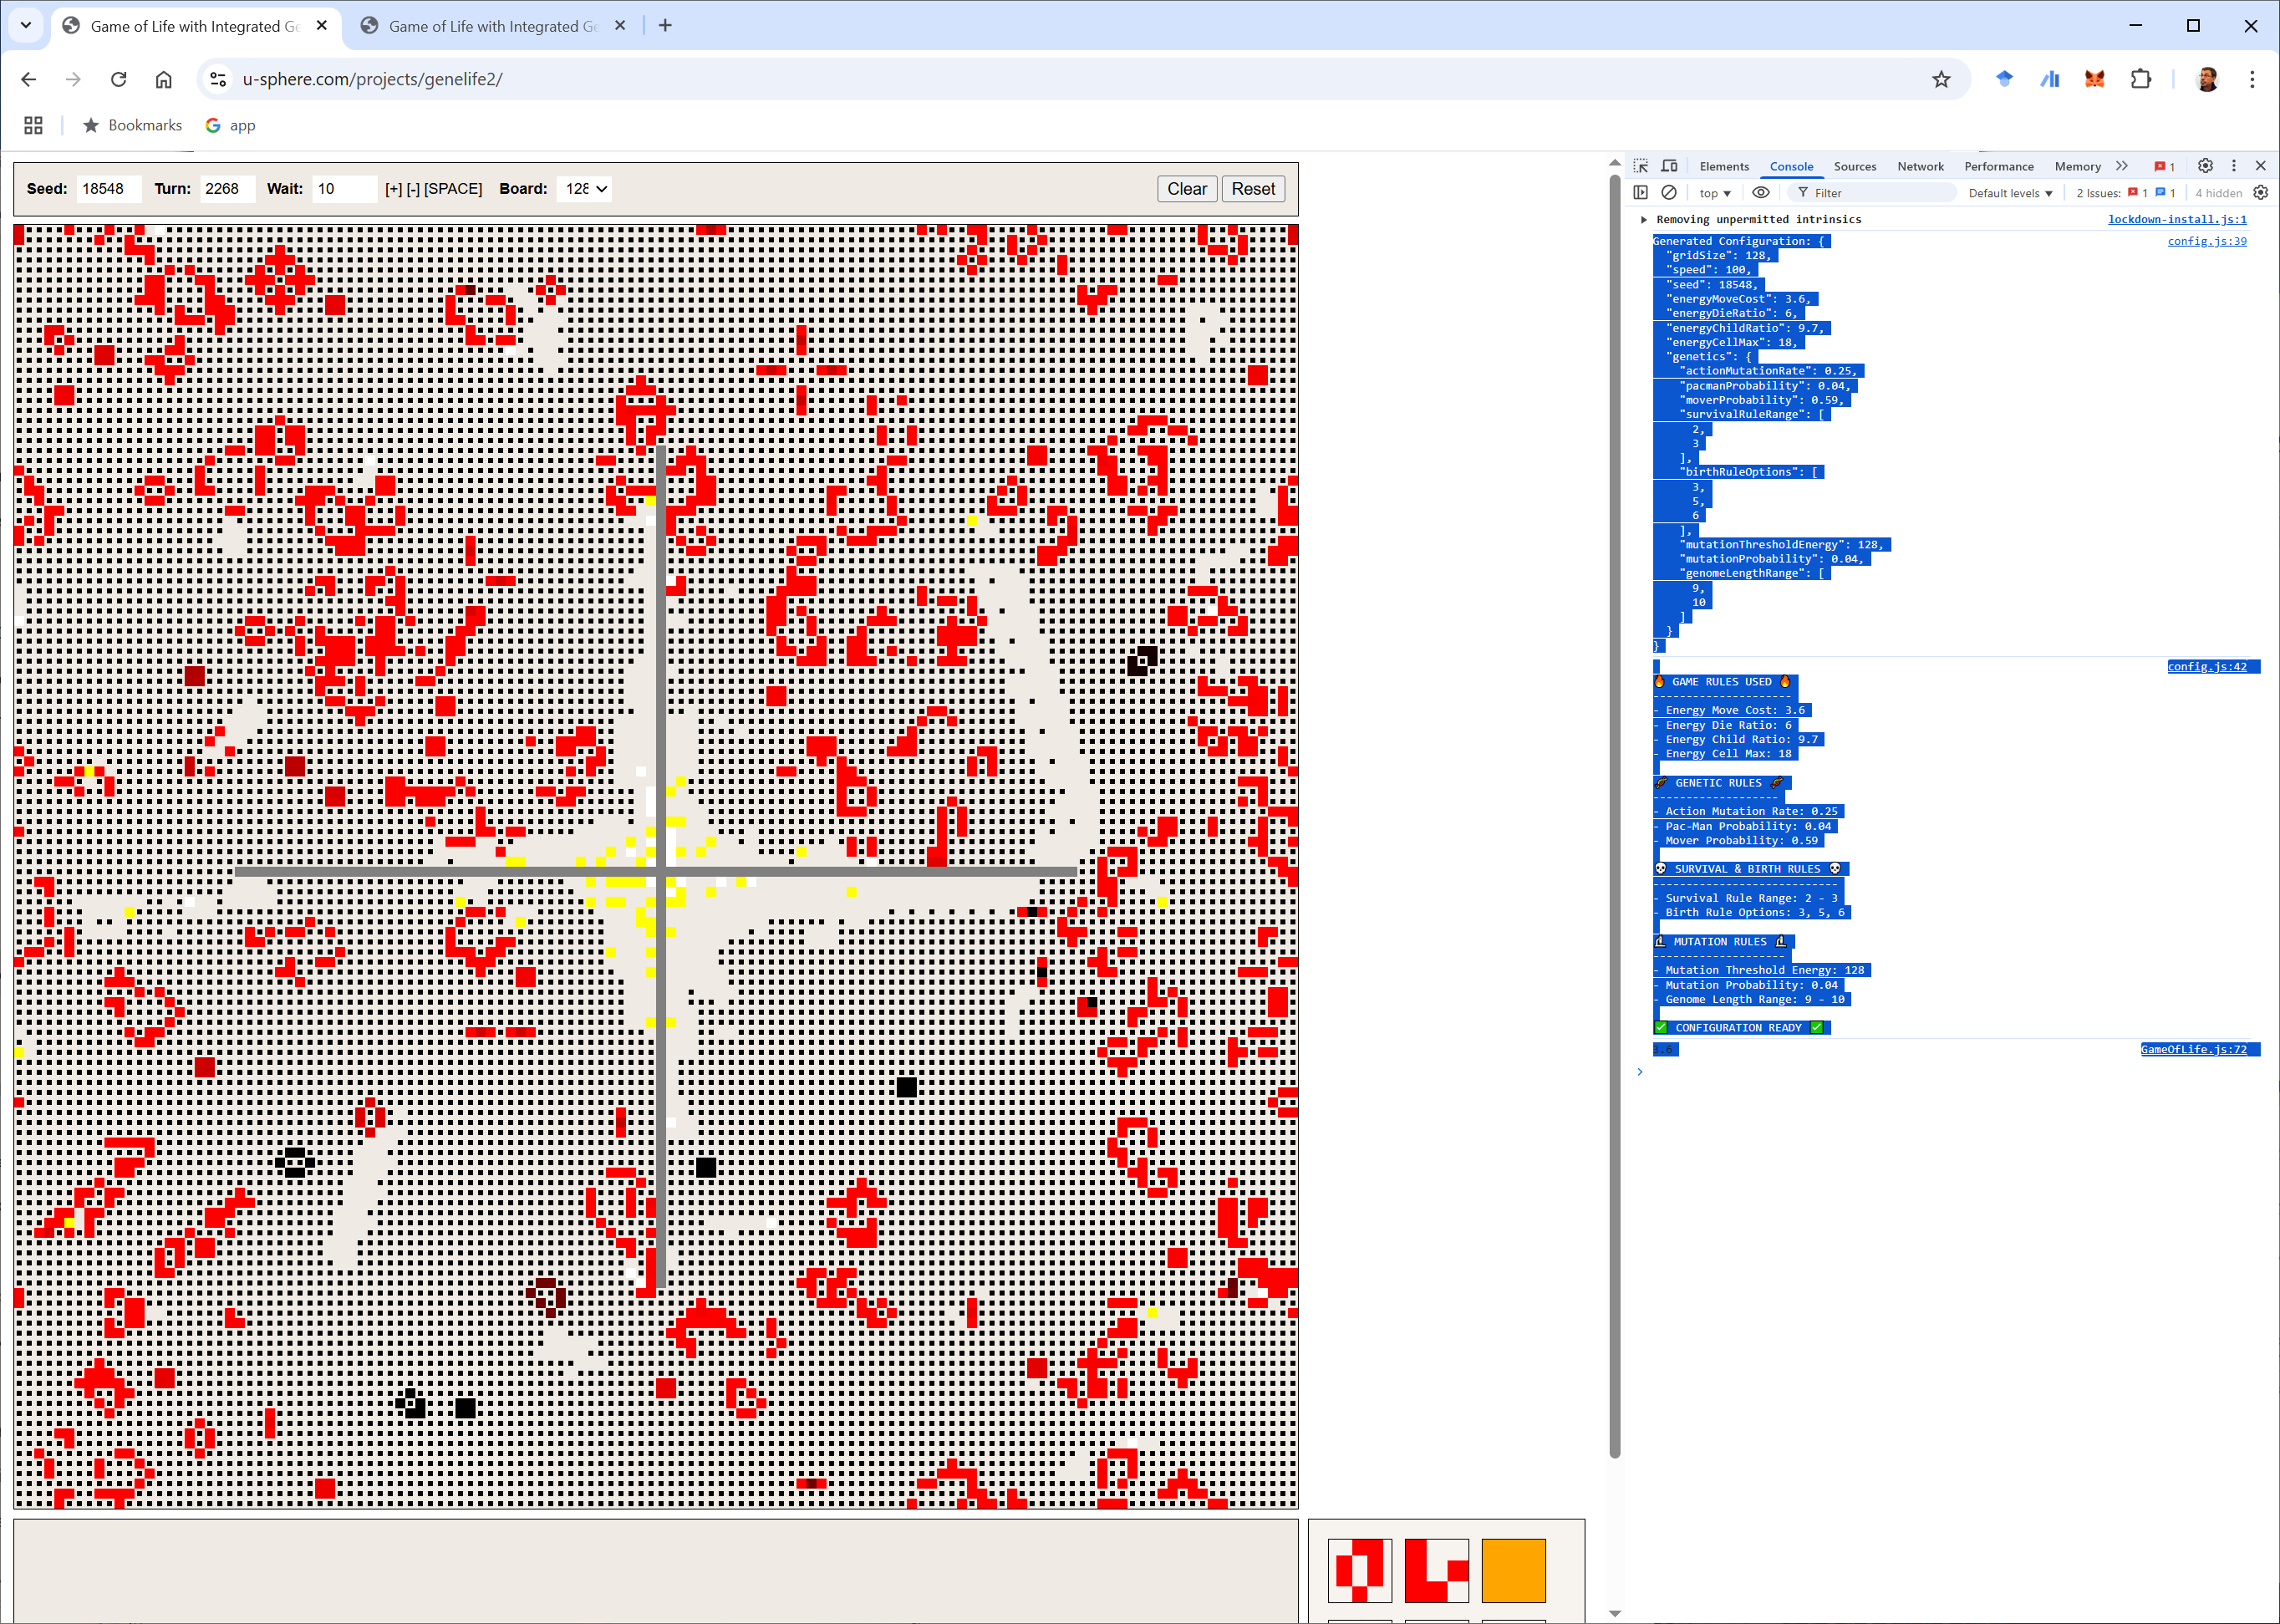 Game of Life with Integrated Ge
Game of Life with Integrated Ge
u-sphere.com/projects/genelife2/
Bookmarks
app
Seed: 18548 Turn: 2268 Wait: 10 [+] [-] [SPACE] Board: 128 Clear Reset
Elements Console Sources Network Performance Memory 1
top Filter Default levels 2 Issues: 1 1 4 hidden
Removing unpermitted intrinsics lockdown-install.js:1
Generated Configuration: { config.js:39
"gridSize": 128,
"speed": 100,
"seed": 18548,
"energyMoveCost": 3.6,
"energyDieRatio": 6,
"energyChildRatio": 9.7,
"energyCellMax": 18,
"genetics": {
"actionMutationRate": 0.25,
"pacmanProbability": 0.04,
"moverProbability": 0.59,
"survivalRuleRange": [
2,
3
],
"birthRuleOptions": [
3,
5,
6
],
"mutationThresholdEnergy": 128,
"mutationProbability": 0.04,
"genomeLengthRange": [
9,
10
]
}
}
config.js:42
🔥 GAME RULES USED 🔥
----------------------
- Energy Move Cost: 3.6
- Energy Die Ratio: 6
- Energy Child Ratio: 9.7
- Energy Cell Max: 18
🧬 GENETIC RULES 🧬
--------------------
- Action Mutation Rate: 0.25
- Pac-Man Probability: 0.04
- Mover Probability: 0.59
💀 SURVIVAL & BIRTH RULES 💀
-----------------------------
- Survival Rule Range: 2 - 3
- Birth Rule Options: 3, 5, 6
🔬 MUTATION RULES 🔬
---------------------
- Mutation Threshold Energy: 128
- Mutation Probability: 0.04
- Genome Length Range: 9 - 10
✅ CONFIGURATION READY ✅
3.6 GameOfLife.js:72